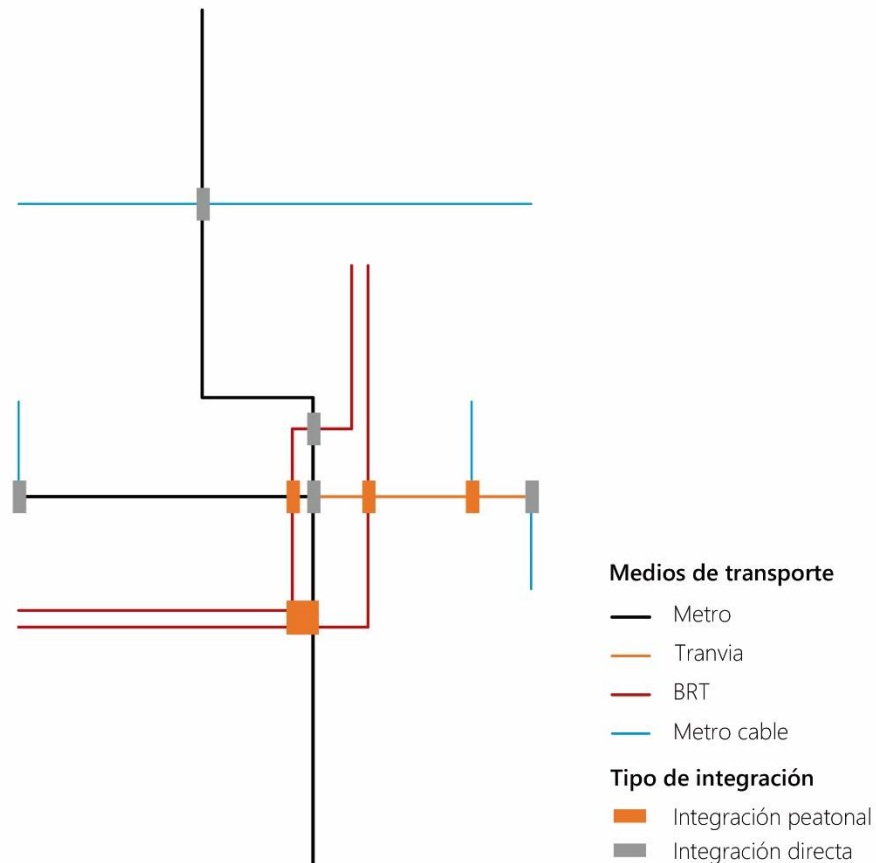 Medios de transporte
Metro
Tranvia
BRT
Metro cable
Tipo de integración
Integración peatonal
Integración directa